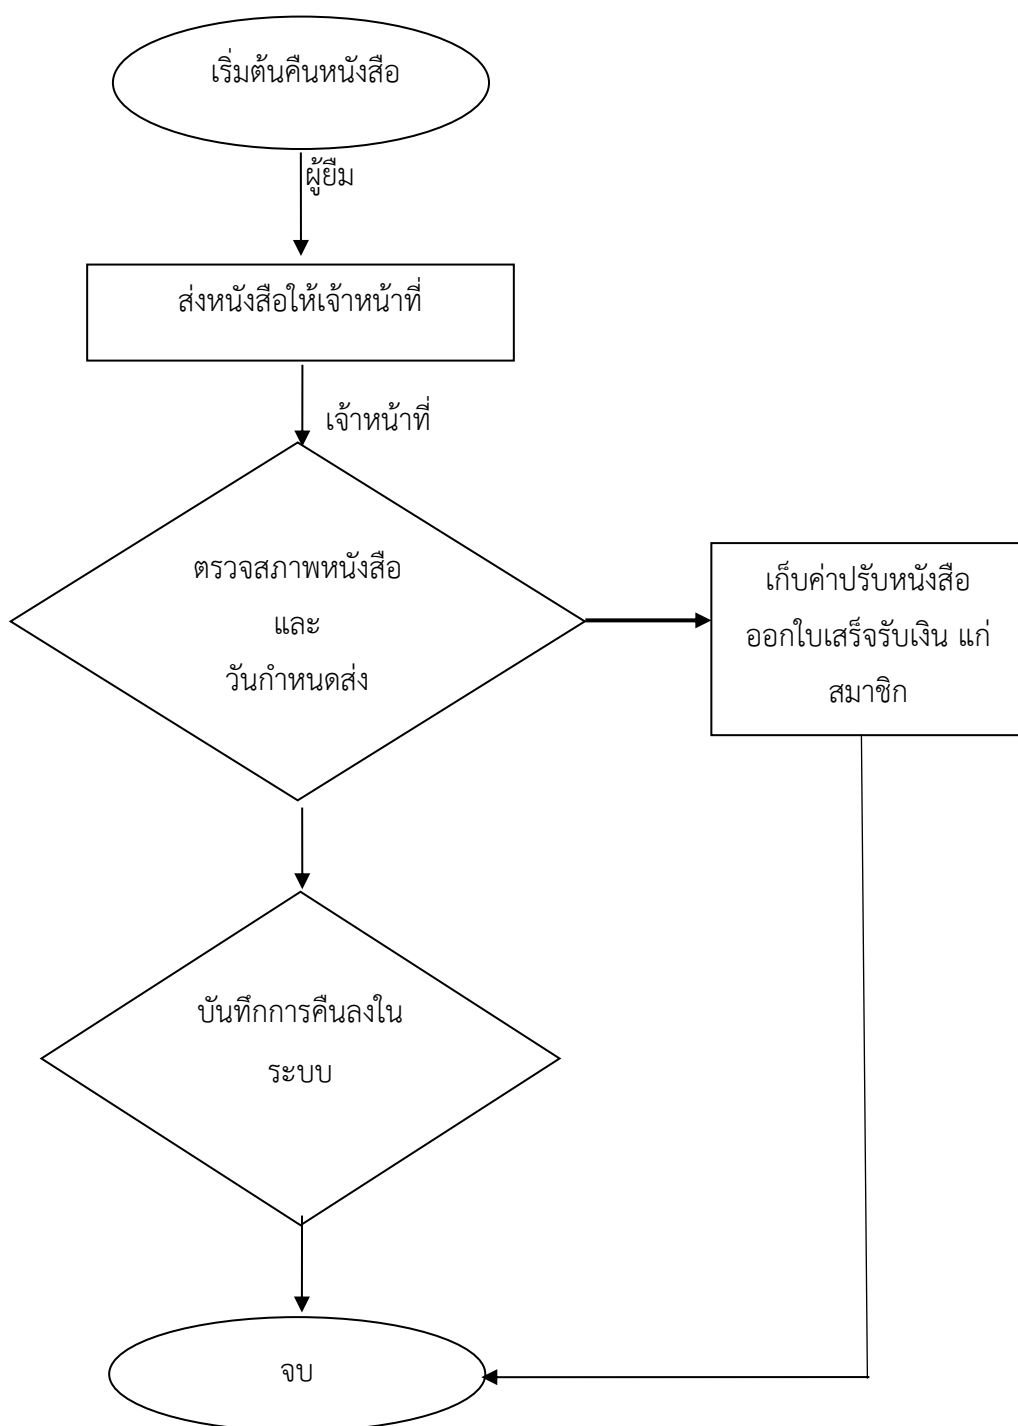 เริ่มต้นคืนหนังสือ
ผู้ยืม
ส่งหนังสือให้เจ้าหน้าที่
เจ้าหน้าที่
ตรวจสภาพหนังสือ
และ
วันกำหนดส่ง
เก็บค่าปรับหนังสือ
ออกใบเสร็จรับเงิน แก่
สมาชิก
บันทึกการคืนลงใน
ระบบ
จบ